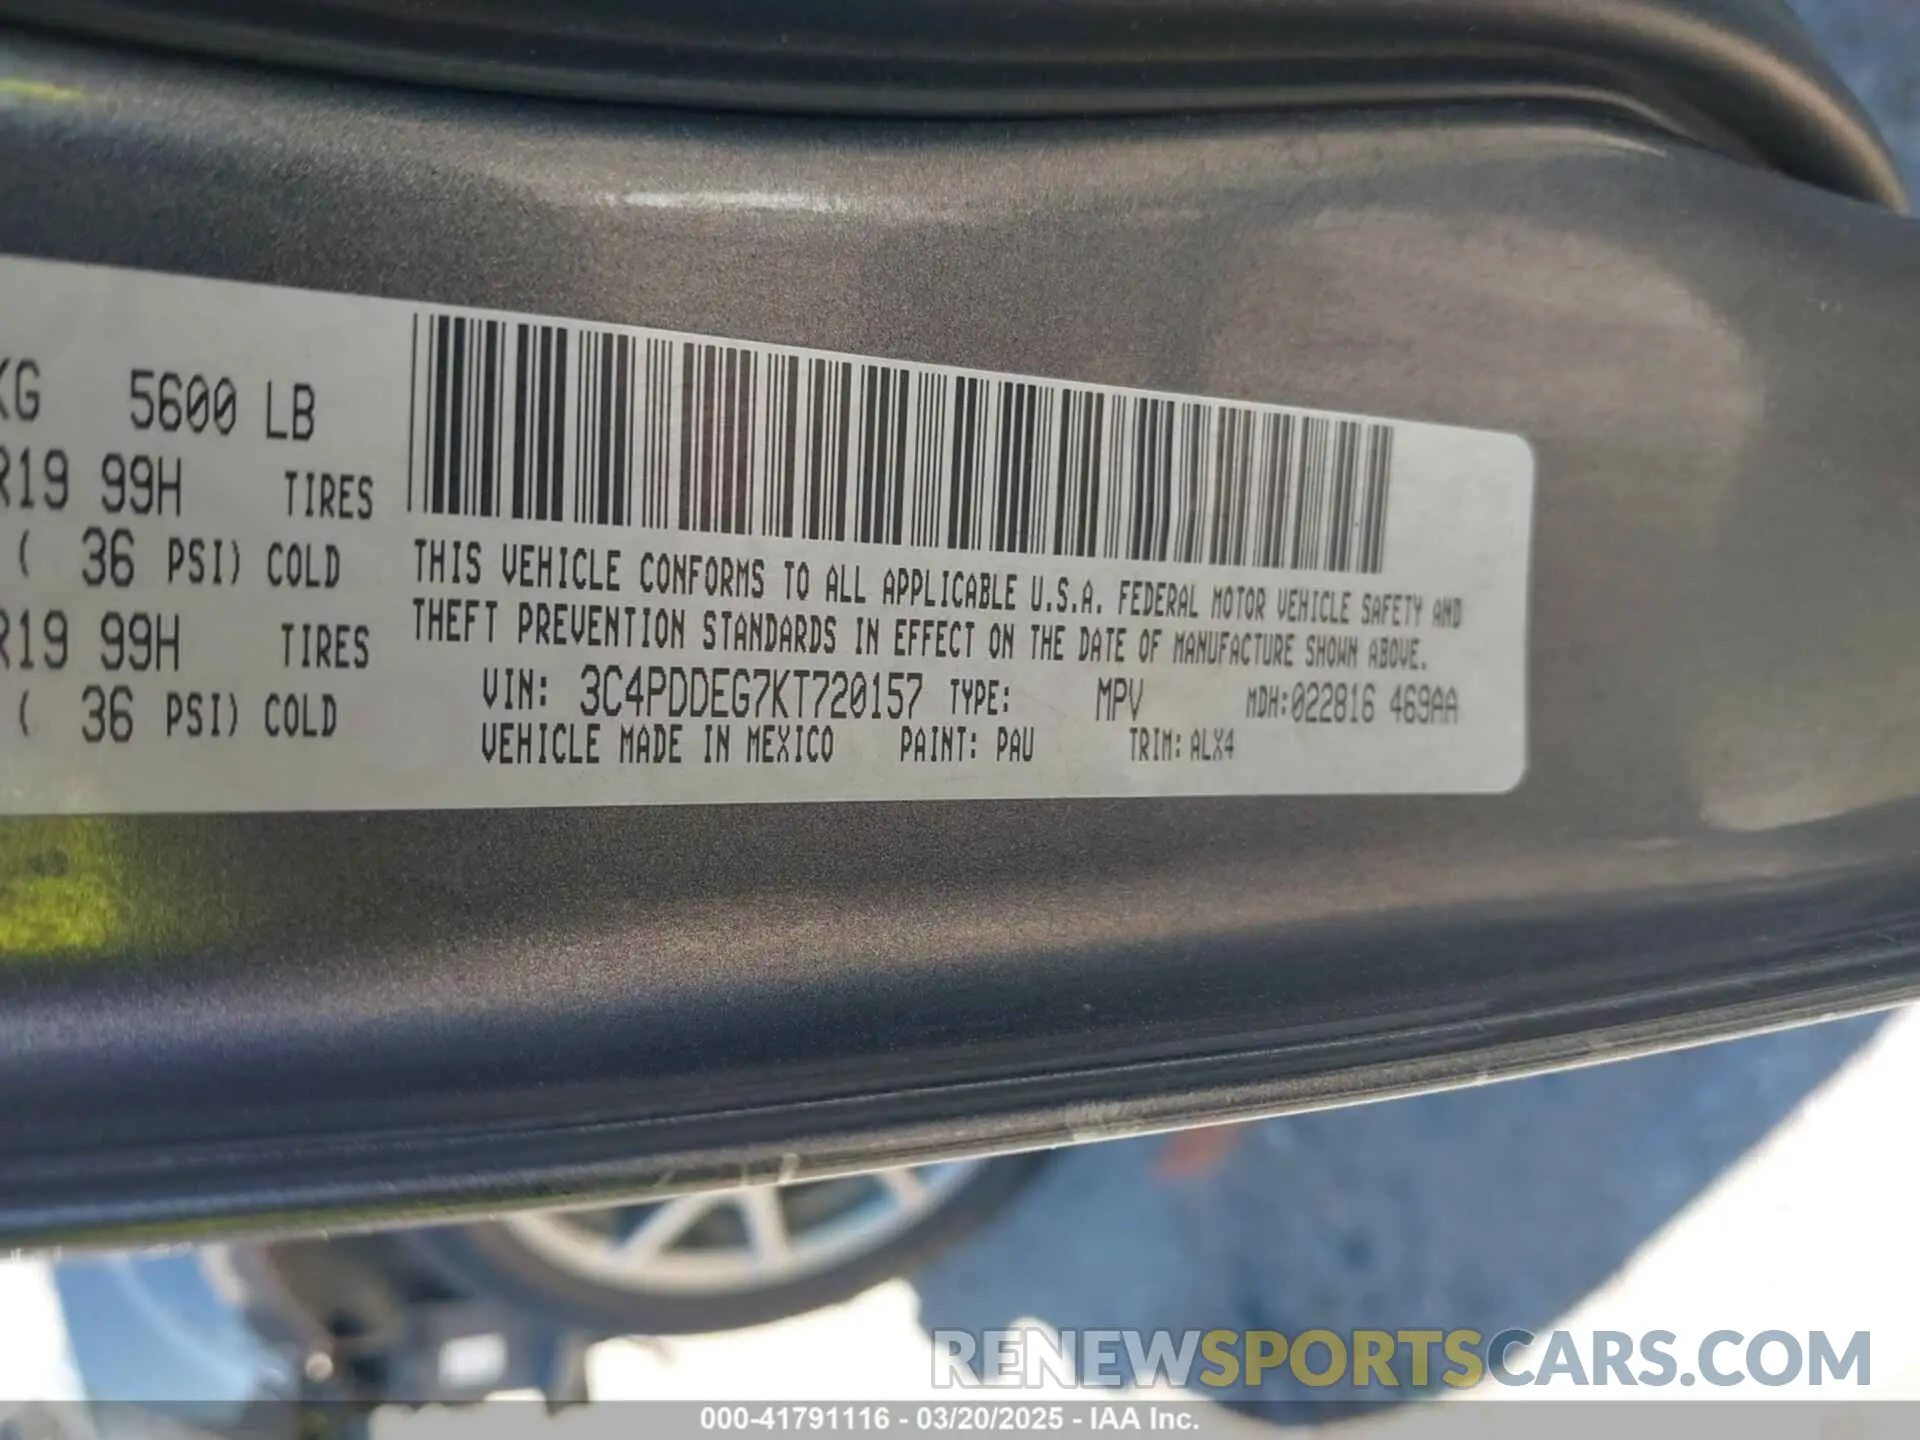 KG 5600 LB
R19 99H TIRES
( 36 PSI) COLD
R19 99H TIRES
( 36 PSI) COLD
THIS VEHICLE CONFORMS TO ALL APPLICABLE U.S.A. FEDERAL MOTOR VEHICLE SAFETY AND
THEFT PREVENTION STANDARDS IN EFFECT ON THE DATE OF MANUFACTURE SHOWN ABOVE.
VIN: 3C4PDDEG7KT720157 TYPE: MPV MDH:022816 469AA
VEHICLE MADE IN MEXICO PAINT: PAU TRIM: ALX4
RENEWSPORTSCARS.COM
000-41791116 - 03/20/2025 - IAA Inc.